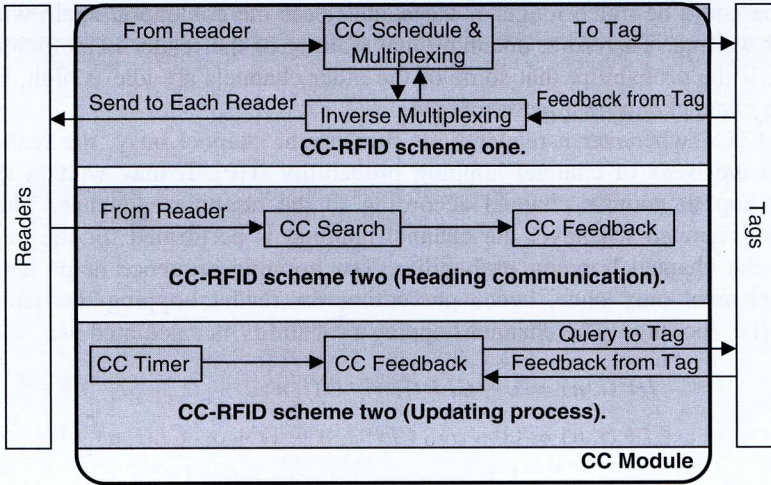 Readers
Tags
From Reader
CC Schedule &
Multiplexing
To Tag
Send to Each Reader
Inverse Multiplexing
Feedback from Tag
CC-RFID scheme one.
From Reader
CC Search
CC Feedback
CC-RFID scheme two (Reading communication).
CC Timer
CC Feedback
Query to Tag
Feedback from Tag
CC-RFID scheme two (Updating process).
CC Module